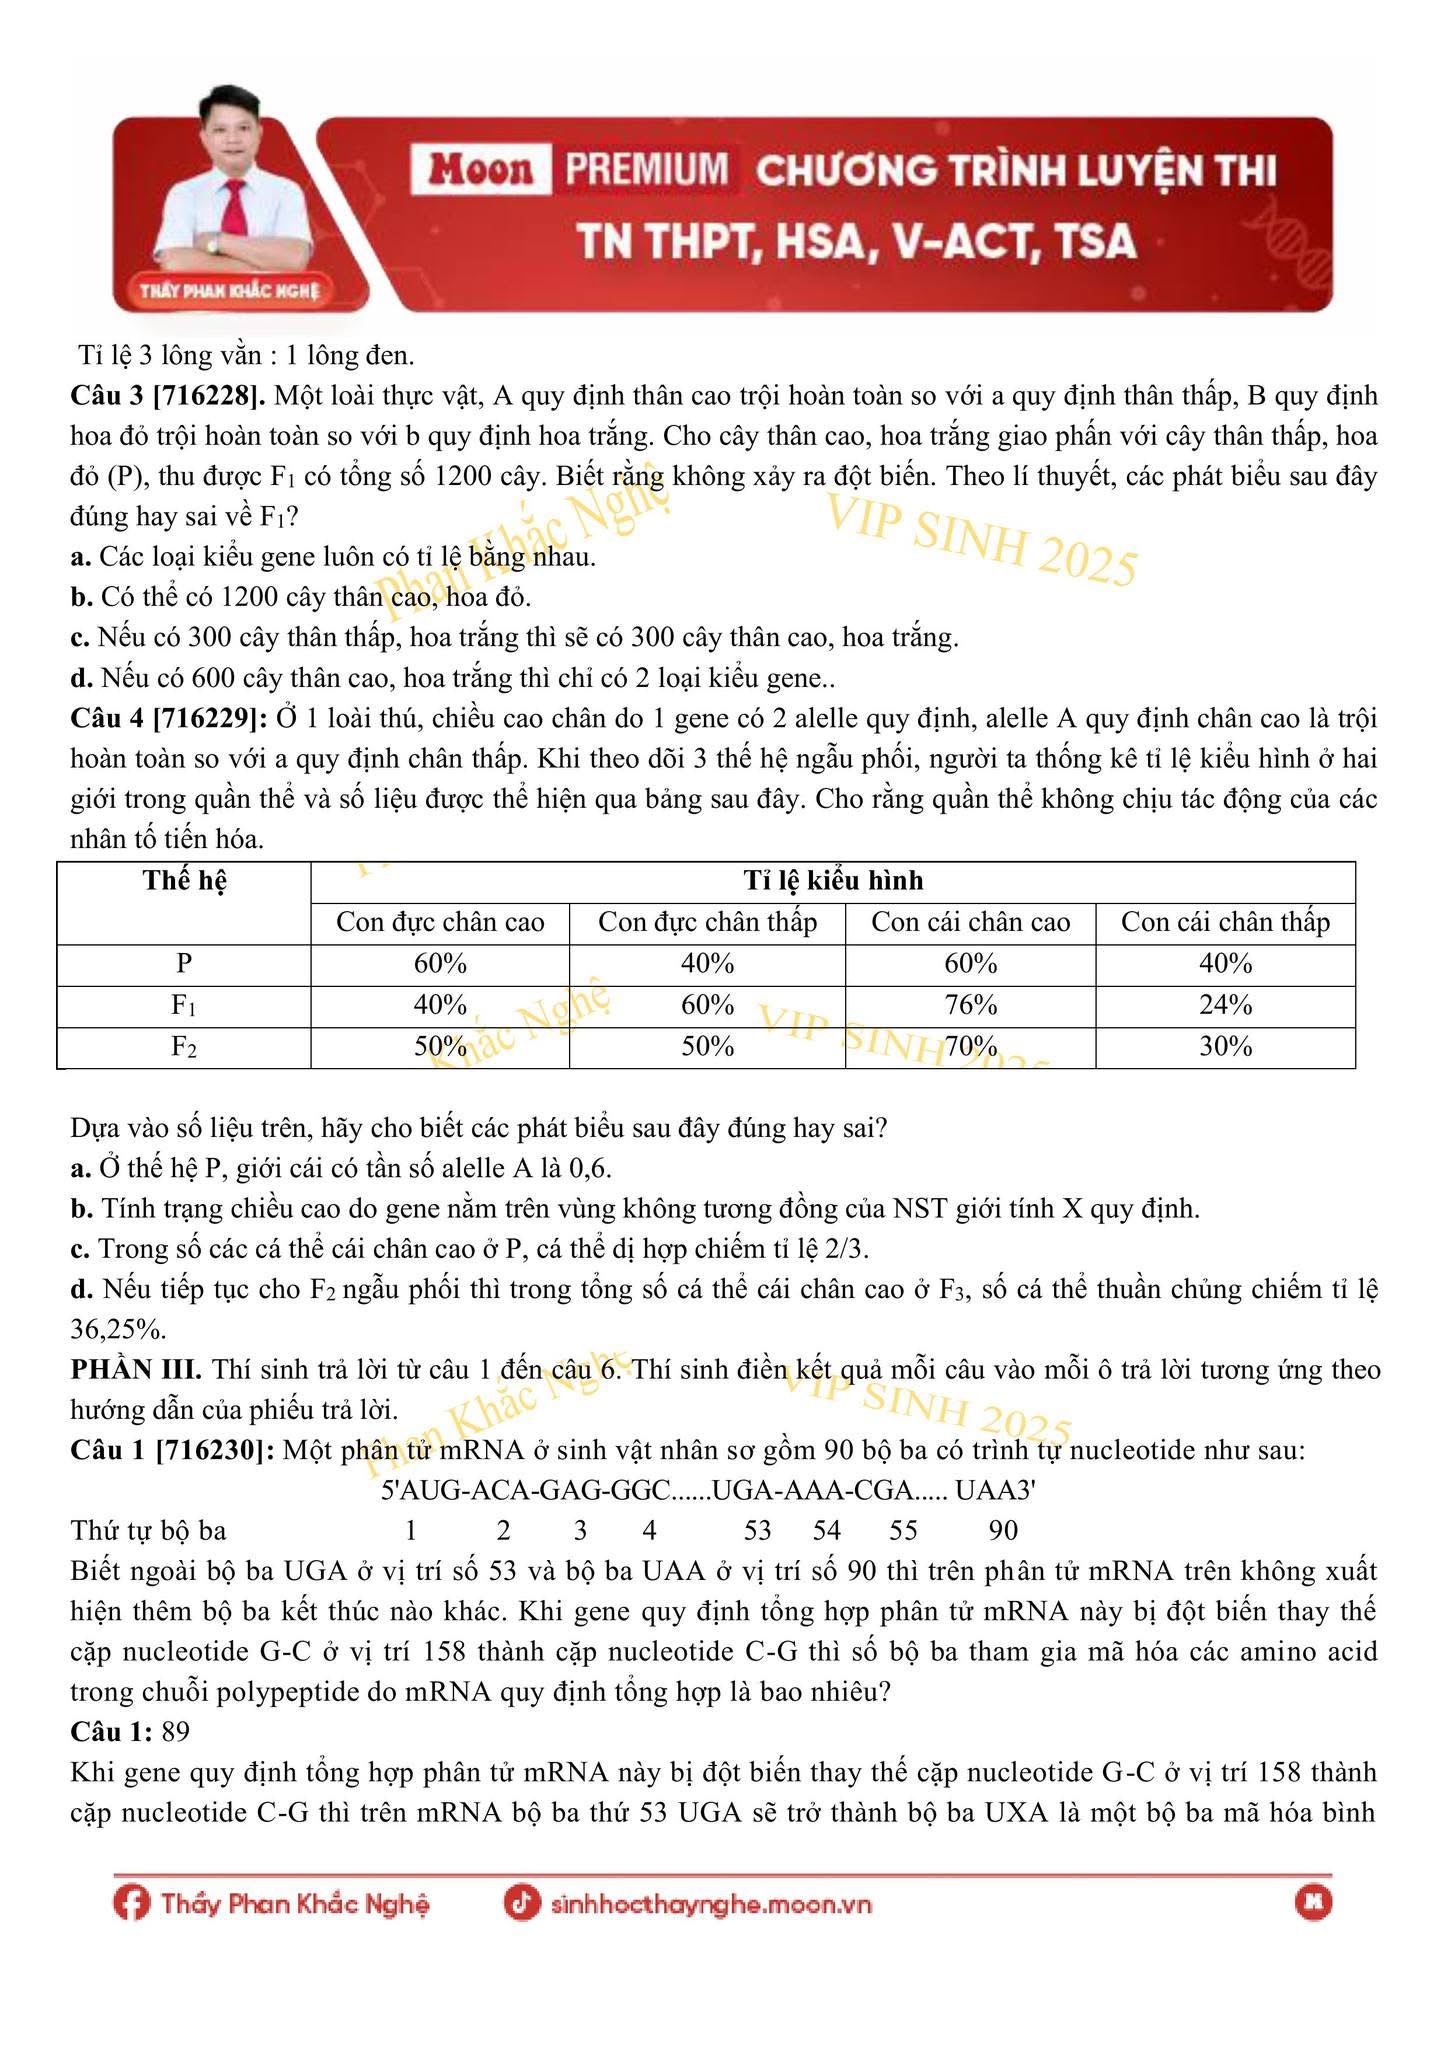 Moon PREMIUM CHƯƠNG TRÌNH LUYỆN THI
TN THPT, HSA, V-ACT, TSA
THẦY PHAN KHẮC NGHỆ
Tỉ lệ 3 lông vằn : 1 lông đen.
Câu 3 [716228]. Một loài thực vật, A quy định thân cao trội hoàn toàn so với a quy định thân thấp, B quy định
hoa đỏ trội hoàn toàn so với b quy định hoa trắng. Cho cây thân cao, hoa trắng giao phấn với cây thân thấp, hoa
đỏ (P), thu được F1 có tổng số 1200 cây. Biết rằng không xảy ra đột biến. Theo lí thuyết, các phát biểu sau đây
đúng hay sai về F1?
Phan Khắc Nghệ
VIP SINH 2025
a. Các loại kiểu gene luôn có tỉ lệ bằng nhau.
b. Có thể có 1200 cây thân cao, hoa đỏ.
c. Nếu có 300 cây thân thấp, hoa trắng thì sẽ có 300 cây thân cao, hoa trắng.
d. Nếu có 600 cây thân cao, hoa trắng thì chỉ có 2 loại kiểu gene..
Câu 4 [716229]: Ở 1 loài thú, chiều cao chân do 1 gene có 2 alelle quy định, alelle A quy định chân cao là trội
hoàn toàn so với a quy định chân thấp. Khi theo dõi 3 thế hệ ngẫu phối, người ta thống kê tỉ lệ kiểu hình ở hai
giới trong quần thể và số liệu được thể hiện qua bảng sau đây. Cho rằng quần thể không chịu tác động của các
nhân tố tiến hóa.
Thế hệ Tỉ lệ kiểu hình
Con đực chân cao Con đực chân thấp Con cái chân cao Con cái chân thấp
P 60% 40% 60% 40%
F1 40% 60% 76% 24%
F2 50% 50% 70% 30%
Khắc Nghệ
VIP SINH 2025
Dựa vào số liệu trên, hãy cho biết các phát biểu sau đây đúng hay sai?
a. Ở thế hệ P, giới cái có tần số alelle A là 0,6.
b. Tính trạng chiều cao do gene nằm trên vùng không tương đồng của NST giới tính X quy định.
c. Trong số các cá thể cái chân cao ở P, cá thể dị hợp chiếm tỉ lệ 2/3.
d. Nếu tiếp tục cho F2 ngẫu phối thì trong tổng số cá thể cái chân cao ở F3, số cá thể thuần chủng chiếm tỉ lệ
36,25%.
PHẦN III. Thí sinh trả lời từ câu 1 đến câu 6. Thí sinh điền kết quả mỗi câu vào mỗi ô trả lời tương ứng theo
hướng dẫn của phiếu trả lời.
Phan Khắc Nghệ
VIP SINH 2025
Câu 1 [716230]: Một phân tử mRNA ở sinh vật nhân sơ gồm 90 bộ ba có trình tự nucleotide như sau:
5'AUG-ACA-GAG-GGC......UGA-AAA-CGA..... UAA3'
Thứ tự bộ ba 1 2 3 4 53 54 55 90
Biết ngoài bộ ba UGA ở vị trí số 53 và bộ ba UAA ở vị trí số 90 thì trên phân tử mRNA trên không xuất
hiện thêm bộ ba kết thúc nào khác. Khi gene quy định tổng hợp phân tử mRNA này bị đột biến thay thế
cặp nucleotide G-C ở vị trí 158 thành cặp nucleotide C-G thì số bộ ba tham gia mã hóa các amino acid
trong chuỗi polypeptide do mRNA quy định tổng hợp là bao nhiêu?
Câu 1: 89
Khi gene quy định tổng hợp phân tử mRNA này bị đột biến thay thế cặp nucleotide G-C ở vị trí 158 thành
cặp nucleotide C-G thì trên mRNA bộ ba thứ 53 UGA sẽ trở thành bộ ba UXA là một bộ ba mã hóa bình
Thầy Phan Khắc Nghệ
sinhhocthaynghe.moon.vn